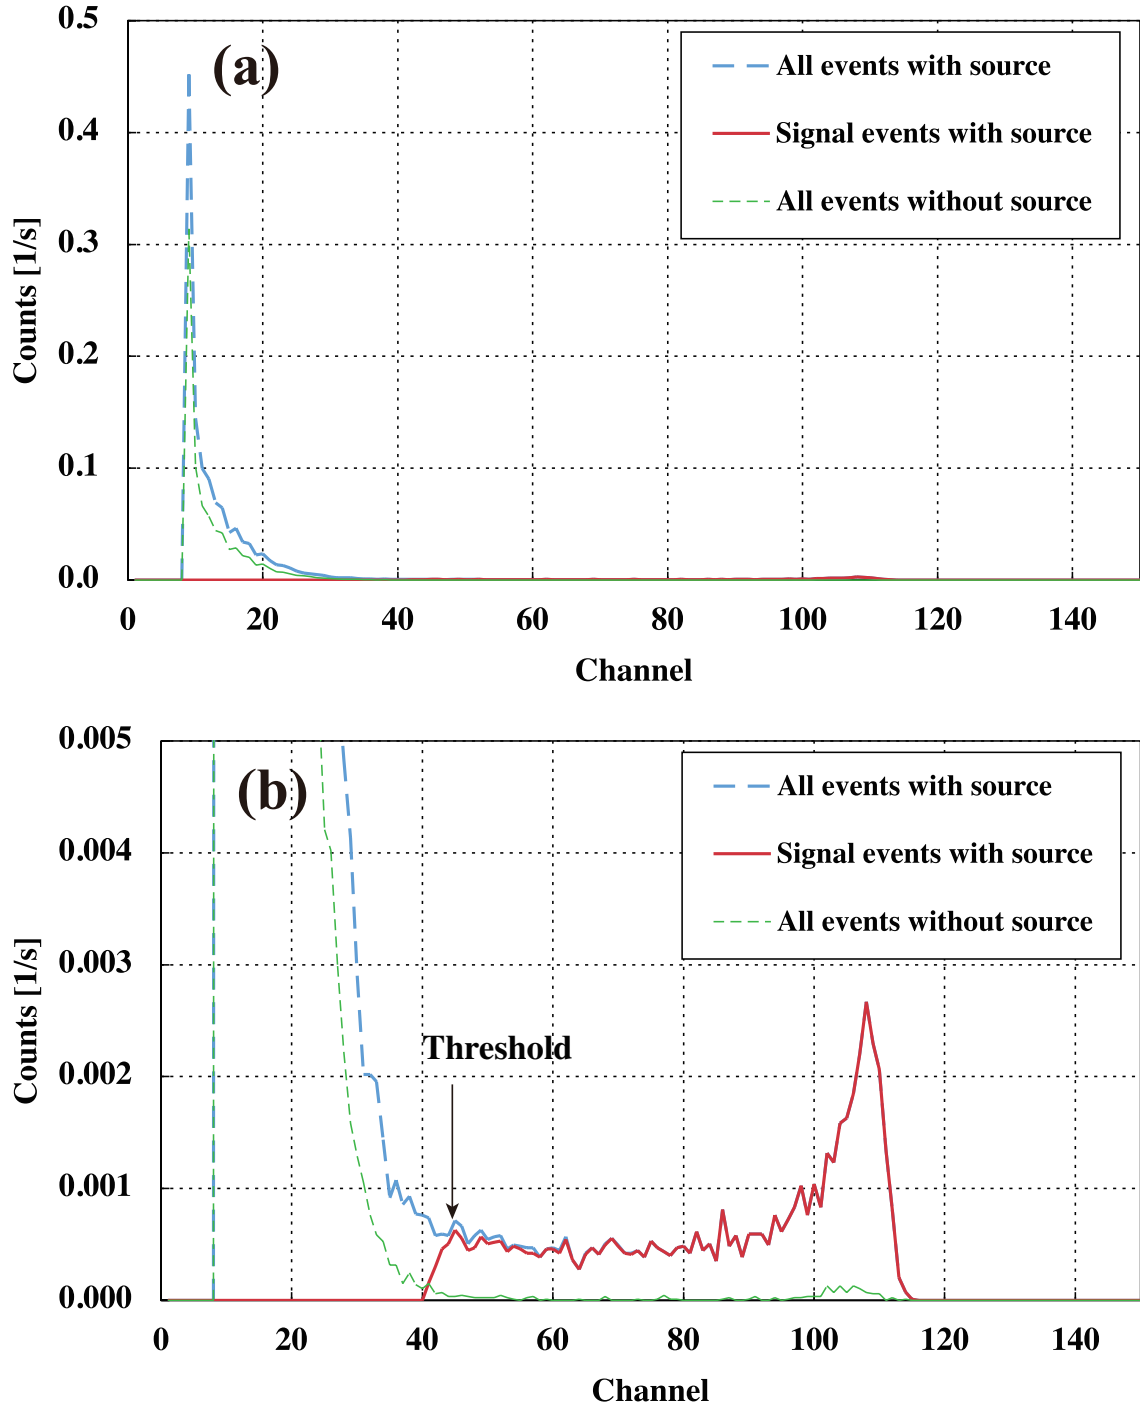 0.5
(a)
All events with source
0.4
Signal events with source
All events without source
0.3
Counts [1/s]
0.2
0.1
0.0
0 20 40 60 80 100 120 140
Channel
0.005
(b)
All events with source
0.004
Signal events with source
All events without source
0.003
Counts [1/s]
Threshold
0.002
0.001
0.000
0 20 40 60 80 100 120 140
Channel